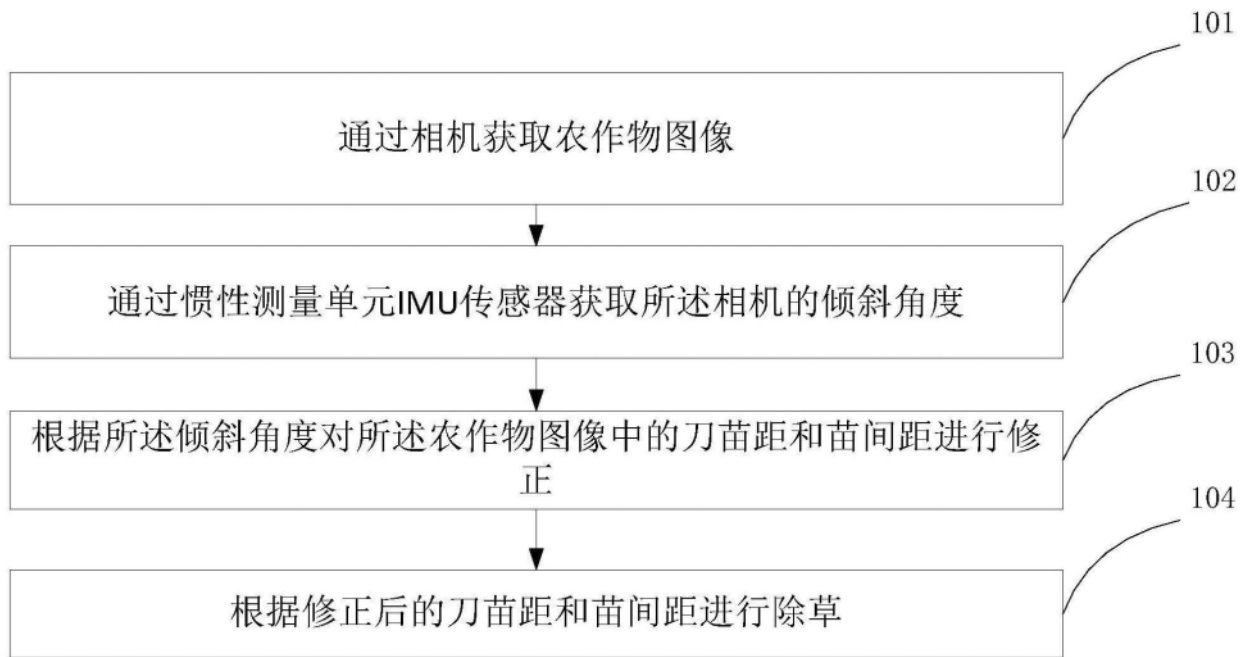 101
通过相机获取农作物图像
102
通过惯性测量单元IMU传感器获取所述相机的倾斜角度
103
根据所述倾斜角度对所述农作物图像中的刀苗距和苗间距进行修
正
104
根据修正后的刀苗距和苗间距进行除草